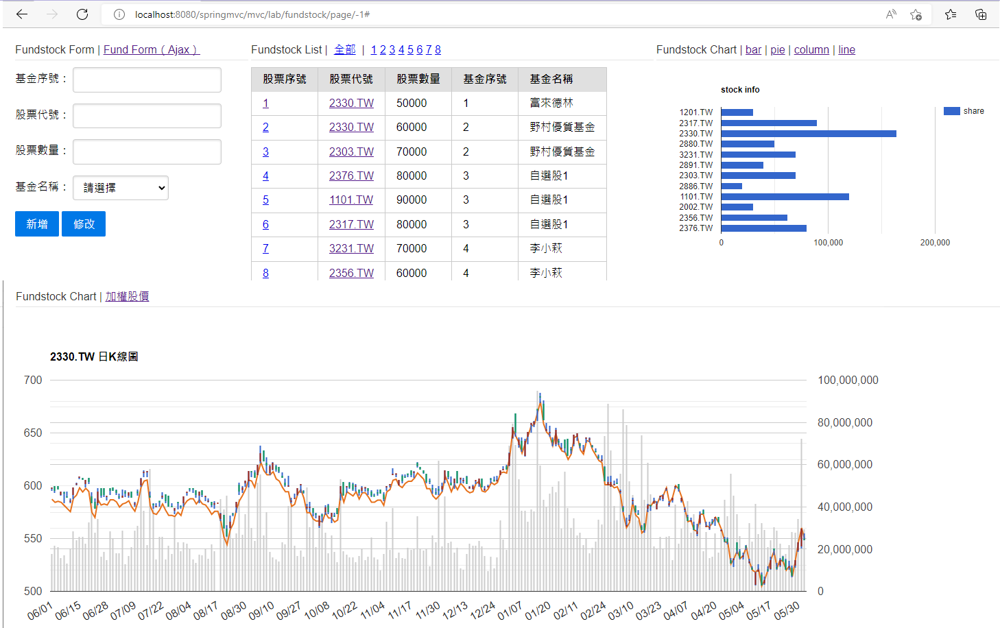 localhost:8080/springmvc/mvc/lab/fundstock/page/-1#
Fundstock Form | Fund Form ( Ajax )
基金序號：
股票代號：
股票數量：
基金名稱：
請選擇
新增 修改
Fundstock List | 全部 | 1 2 3 4 5 6 7 8
股票序號 股票代號 股票數量 基金序號 基金名稱
1 2330.TW 50000 1 富來德林
2 2330.TW 60000 2 野村優質基金
3 2303.TW 70000 2 野村優質基金
4 2376.TW 80000 3 自選股1
5 1101.TW 90000 3 自選股1
6 2317.TW 80000 3 自選股1
7 3231.TW 70000 4 李小萩
8 2356.TW 60000 4 李小萩
Fundstock Chart | bar | pie | column | line
stock info
1201.TW
2317.TW
2330.TW
2880.TW
3231.TW
2891.TW
2303.TW
2886.TW
1101.TW
2002.TW
2356.TW
2376.TW
0 100,000 200,000
share
Fundstock Chart | 加權股價
2330.TW 日K線圖
700
650
600
550
500
100,000,000
80,000,000
60,000,000
40,000,000
20,000,000
0
06/01 06/15 06/28 07/09 07/22 08/04 08/17 08/30 09/10 09/27 10/08 10/22 11/04 11/17 11/30 12/13 12/24 01/07 01/20 02/11 02/24 03/10 03/23 04/07 04/20 05/04 05/17 05/30